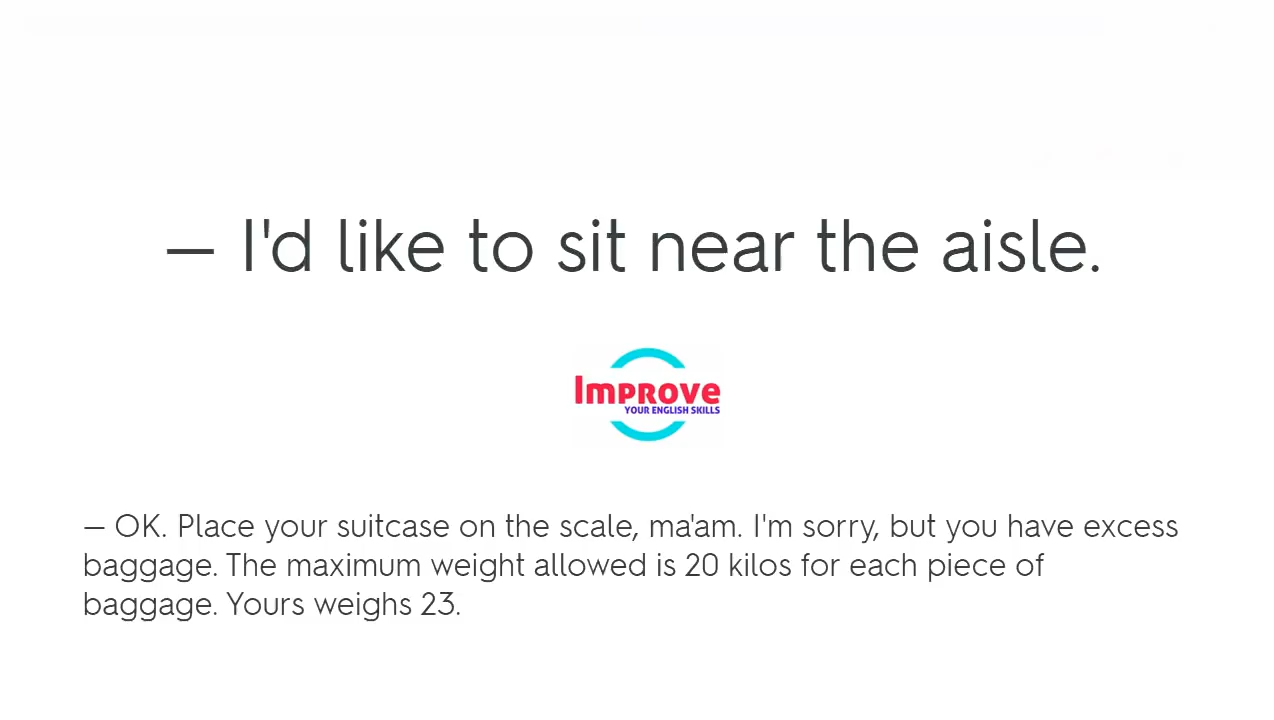 — I'd like to sit near the aisle.
Improve
YOUR ENGLISH SKILLS
— OK. Place your suitcase on the scale, ma'am. I'm sorry, but you have excess
baggage. The maximum weight allowed is 20 kilos for each piece of
baggage. Yours weighs 23.